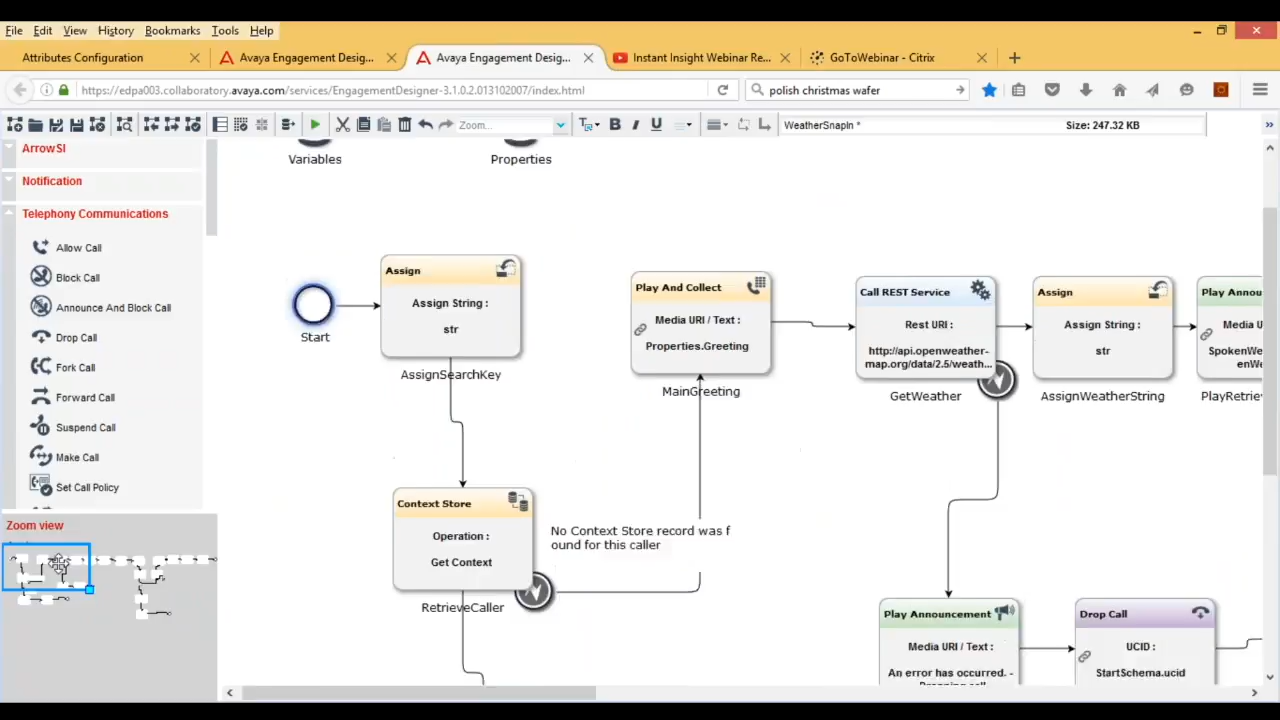 File Edit View History Bookmarks Tools Help
Attributes Configuration
Avaya Engagement Desig...
Avaya Engagement Desig...
Instant Insight Webinar Re...
GoToWebinar - Citrix
https://edpa003.collaboratory.avaya.com/services/EngagementDesigner-3.1.0.2.013102007/index.html
polish christmas wafer
Zoom...
B I U
WeatherSnapIn *
Size: 247.32 KB
ArrowSI
Notification
Telephony Communications
Allow Call
Block Call
Announce And Block Call
Drop Call
Fork Call
Forward Call
Suspend Call
Make Call
Set Call Policy
Zoom view
Variables
Properties
Start
Assign
Assign String :
str
AssignSearchKey
Play And Collect
Media URI / Text :
Properties.Greeting
MainGreeting
Call REST Service
Rest URI :
http://api.openweather-
map.org/data/2.5/weath...
GetWeather
Assign
Assign String :
str
AssignWeatherString
Play Annou
Media U
SpokenWe
enWe
PlayRetrie
Context Store
Operation :
Get Context
RetrieveCaller
No Context Store record was f
ound for this caller
Play Announcement
Media URI / Text :
An error has occurred. -
Drop Call
UCID :
StartSchema.ucid